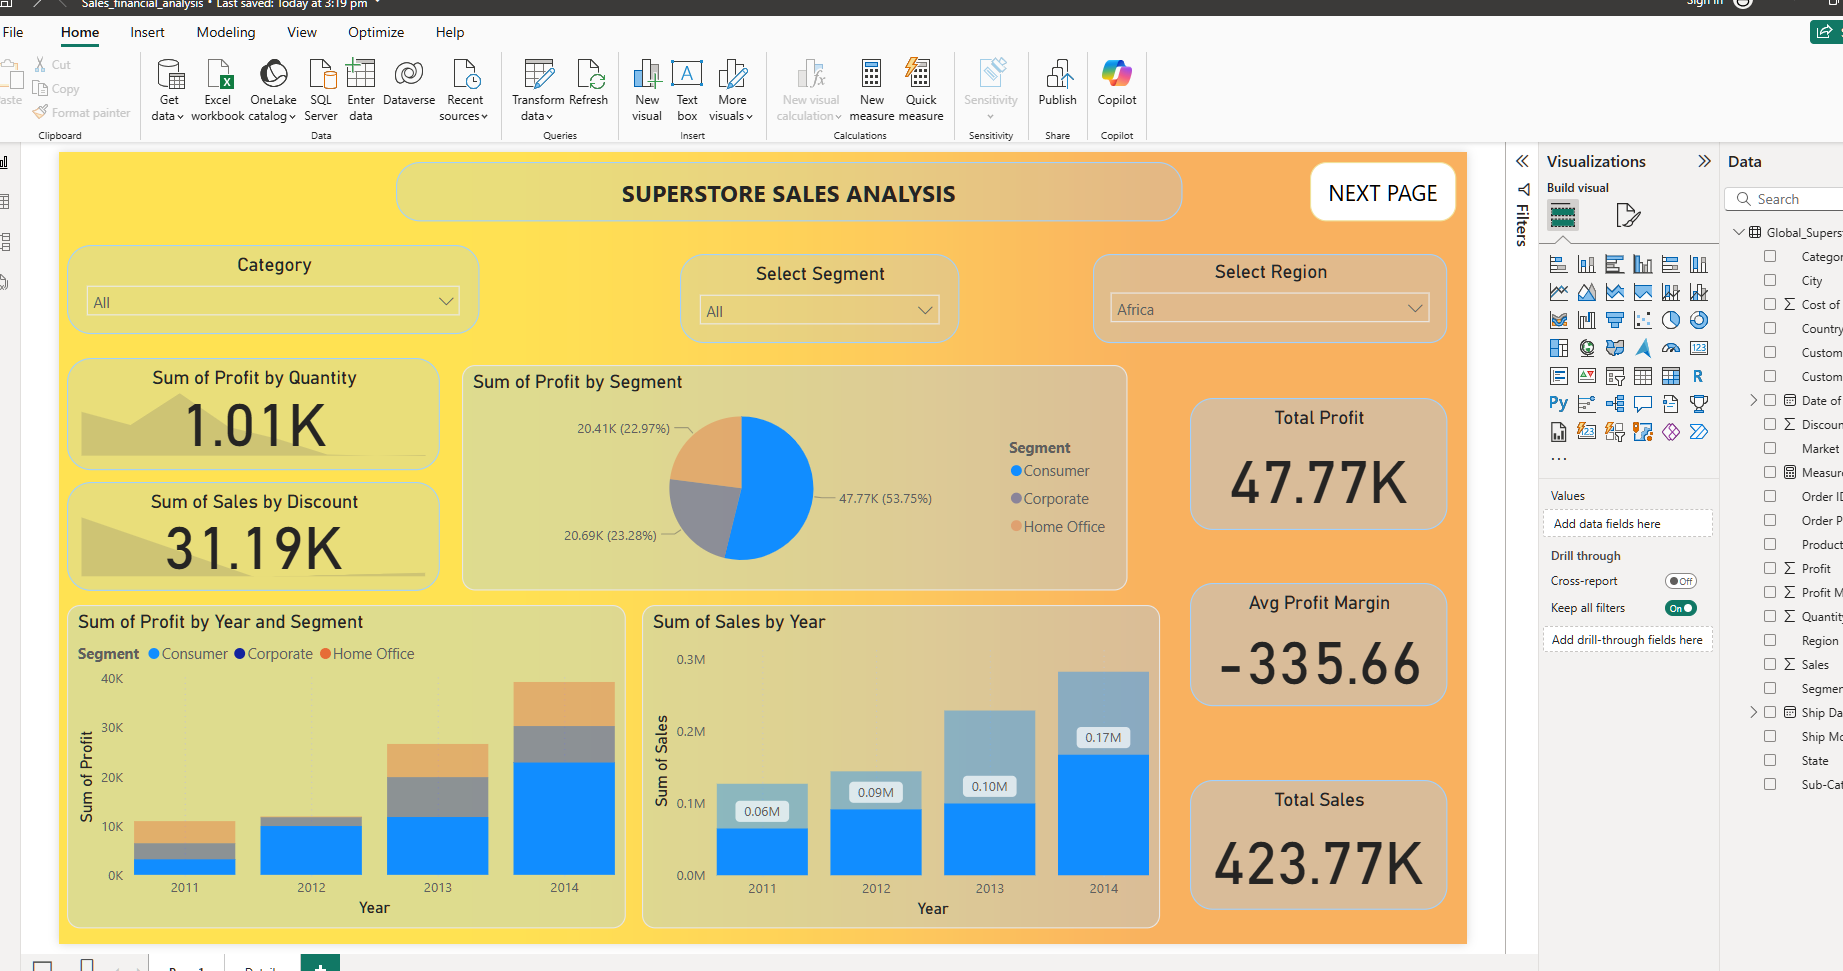 Sales_financial_analysis • Last saved: Today at 3:19 pm
Sign in
File Home Insert Modeling View Optimize Help
Cut
Copy
Format painter
Clipboard
Get data
Excel workbook
OneLake catalog
SQL Server
Enter data
Dataverse
Recent sources
Data
Transform data
Refresh
Queries
New visual
Text box
More visuals
Insert
New visual calculation
New measure
Quick measure
Calculations
Sensitivity
Sensitivity
Publish
Share
Copilot
Copilot
SUPERSTORE SALES ANALYSIS
NEXT PAGE
Category
All
Select Segment
All
Select Region
Africa
Sum of Profit by Quantity
1.01K
Sum of Sales by Discount
31.19K
Sum of Profit by Segment
20.41K (22.97%)
47.77K (53.75%)
20.69K (23.28%)
Segment
Consumer
Corporate
Home Office
Total Profit
47.77K
Avg Profit Margin
-335.66
Total Sales
423.77K
Sum of Profit by Year and Segment
Segment Consumer Corporate Home Office
Sum of Profit
40K
30K
20K
10K
0K
2011 2012 2013 2014
Year
Sum of Sales by Year
Sum of Sales
0.3M
0.2M
0.1M
0.0M
0.06M
0.09M
0.10M
0.17M
2011 2012 2013 2014
Year
Filters
Visualizations
Build visual
123
R
Py
123
...
Values
Add data fields here
Drill through
Cross-report
Off
Keep all filters
On
Add drill-through fields here
Data
Search
Global_Supers
Categor
City
Cost of
Country
Custom
Custom
Date of
Discoun
Market
Measure
Order ID
Order P
Product
Profit
Profit M
Quantity
Region
Sales
Segmen
Ship Da
Ship Mo
State
Sub-Cat